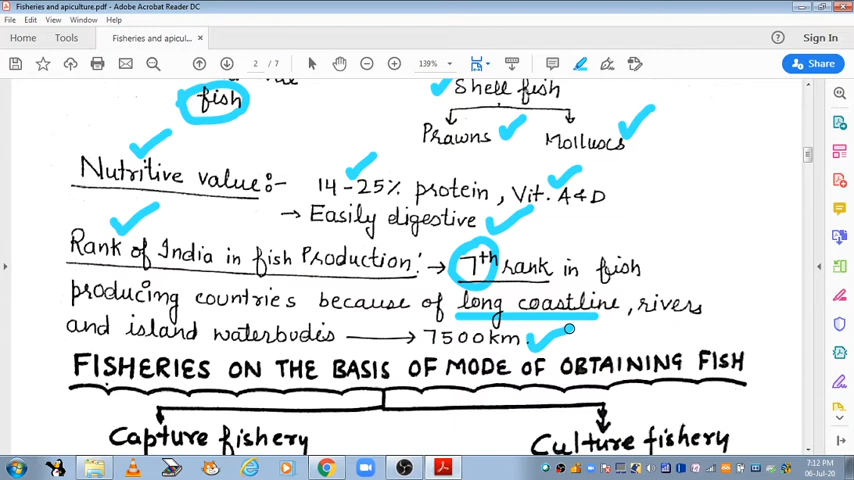 Fisheries and apiculture.pdf - Adobe Acrobat Reader DC
File Edit View Window Help
Home Tools Fisheries and apicul... × Sign In
2 / 7 139% Share
fish
Shell fish
Prawns Molluscs
Nutritive value:- 14-25% protein, Vit. A & D
→ Easily digestive
Rank of India in fish Production: → 7th rank in fish
producing countries because of long coastline, rivers
and island waterbodies → 7500km.
FISHERIES ON THE BASIS OF MODE OF OBTAINING FISH
Capture fishery Culture fishery
7:12 PM
06-Jul-20